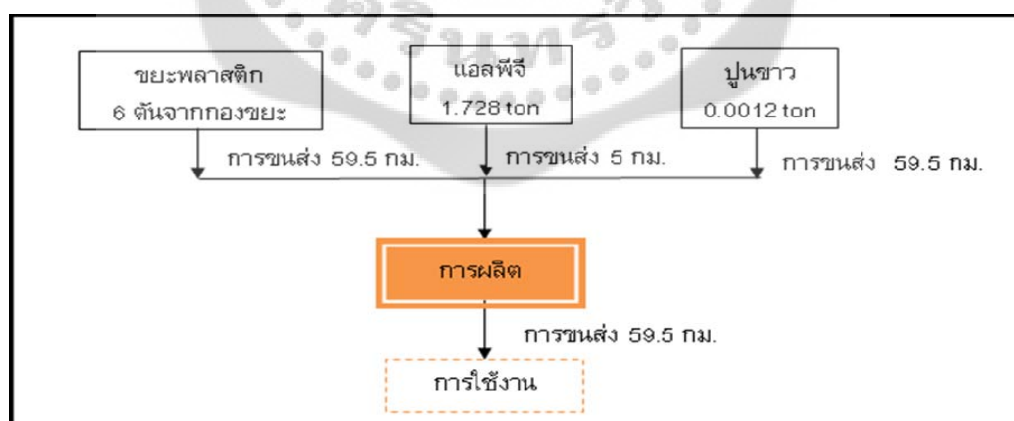 ขยะพลาสติก
6 ตันจากกองขยะ
แอลพีจี
1.728 ton
ปูนขาว
0.0012 ton
การขนส่ง 59.5 กม.
การขนส่ง 5 กม.
การขนส่ง 59.5 กม.
การผลิต
การขนส่ง 59.5 กม.
การใช้งาน